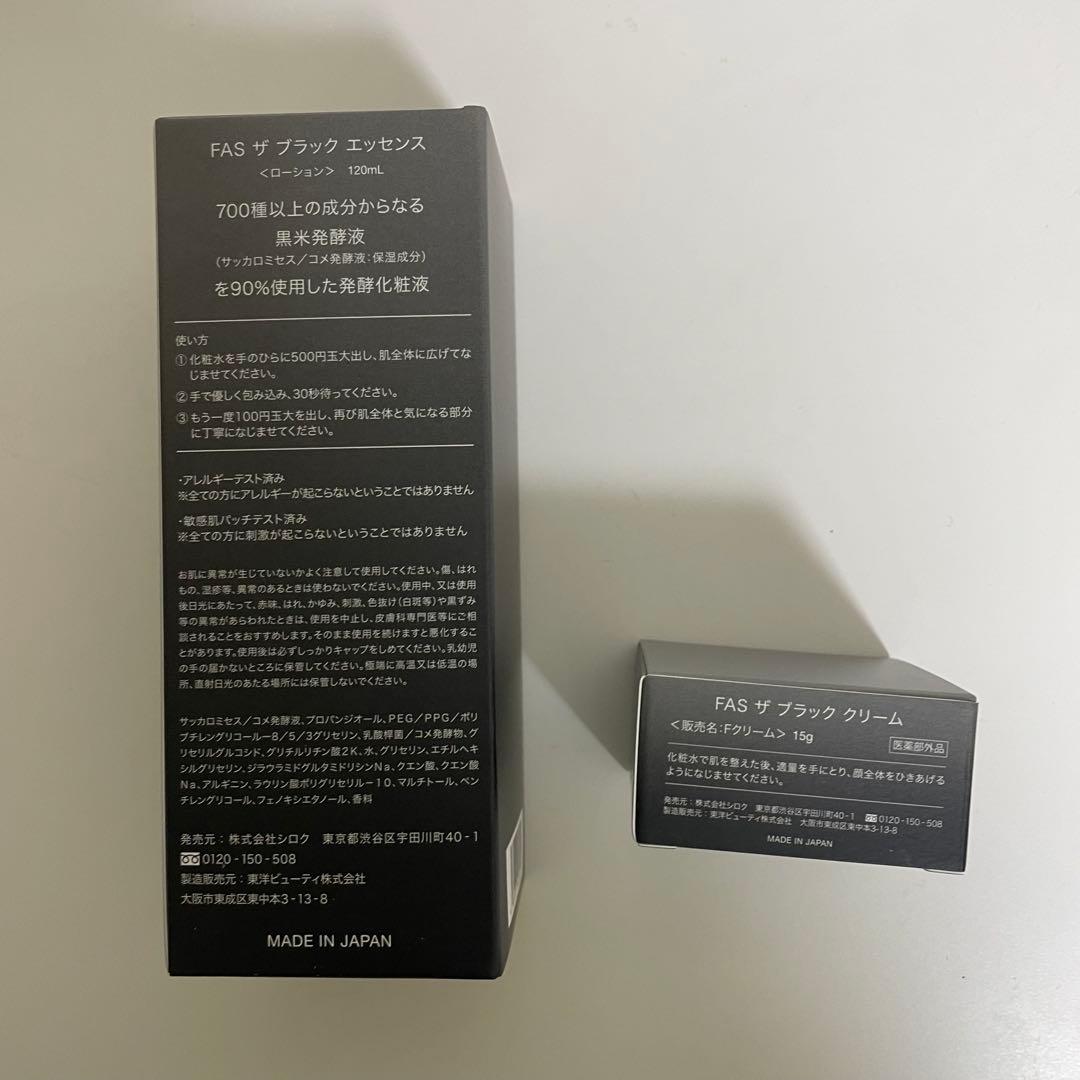 FAS ザ ブラック エッセンス
＜ローション＞ 120mL
700種以上の成分からなる
黒米発酵液
（サッカロミセス／コメ発酵液：保湿成分）
を90%使用した発酵化粧液
使い方
① 化粧水を手のひらに500円玉大出し、肌全体に広げてな
じませてください。
② 手で優しく包み込み、30秒待ってください。
③ もう一度100円玉大を出し、再び肌全体と気になる部分
に丁寧になじませてください。
・アレルギーテスト済み
※全ての方にアレルギーが起こらないということではありません
・敏感肌パッチテスト済み
※全ての方に刺激が起こらないということではありません
お肌に異常が生じていないかよく注意して使用してください。傷、はれ
もの、湿疹等、異常のあるときは使わないでください。使用中、又は使用
後日光にあたって、赤味、はれ、かゆみ、刺激、色抜け（白斑等）や黒ずみ
等の異常があらわれたときは、使用を中止し、皮膚科専門医等にご相
談されることをおすすめします。そのまま使用を続けますと悪化するこ
とがあります。使用後は必ずしっかりキャップをしめてください。乳幼児
の手の届かないところに保管してください。極端に高温又は低温の場
所、直射日光のあたる場所には保管しないでください。
サッカロミセス／コメ発酵液、プロパンジオール、PEG／PPG／ポリ
ブチレングリコール－8／5／3グリセリン、乳酸桿菌／コメ発酵物、グ
リセリルグルコシド、グリチルリチン酸2K、水、グリセリン、エチルヘキ
シルグリセリン、ジラウラミドグルタミドリシンNa、クエン酸、クエン酸
Na、アルギニン、ラウリン酸ポリグリセリル－10、マルチトール、ペン
チレングリコール、フェノキシエタノール、香料
発売元：株式会社シロク 東京都渋谷区宇田川町40-1
0120-150-508
製造販売元：東洋ビューティ株式会社
大阪市東成区東中本3-13-8
MADE IN JAPAN
FAS ザ ブラック クリーム
＜販売名：Fクリーム＞ 15g
医薬部外品
化粧水で肌を整えた後、適量を手にとり、顔全体をひきあげる
ようになじませてください。
発売元：株式会社シロク 東京都渋谷区宇田川町40-1 0120-150-508
製造販売元：東洋ビューティ株式会社 大阪市東成区東中本3-13-8
MADE IN JAPAN